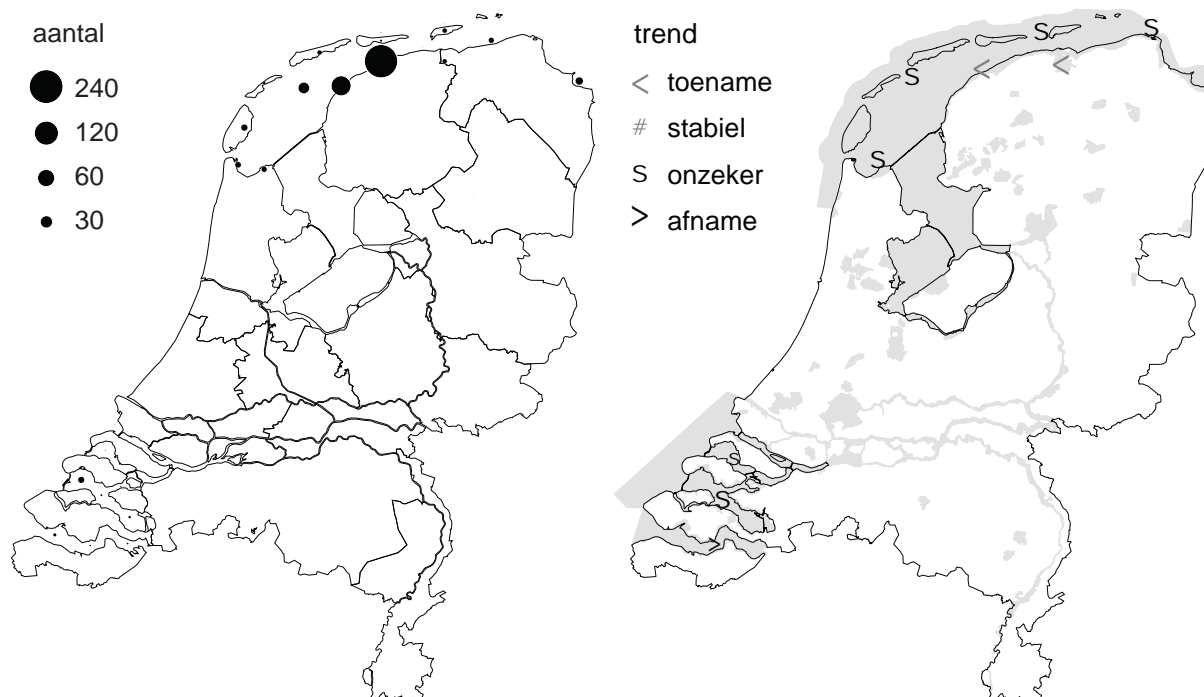 aantal
240
120
60
30
trend
< toename
# stabiel
S onzeker
> afname
S
S
S
<
<
S
S
S
S
>